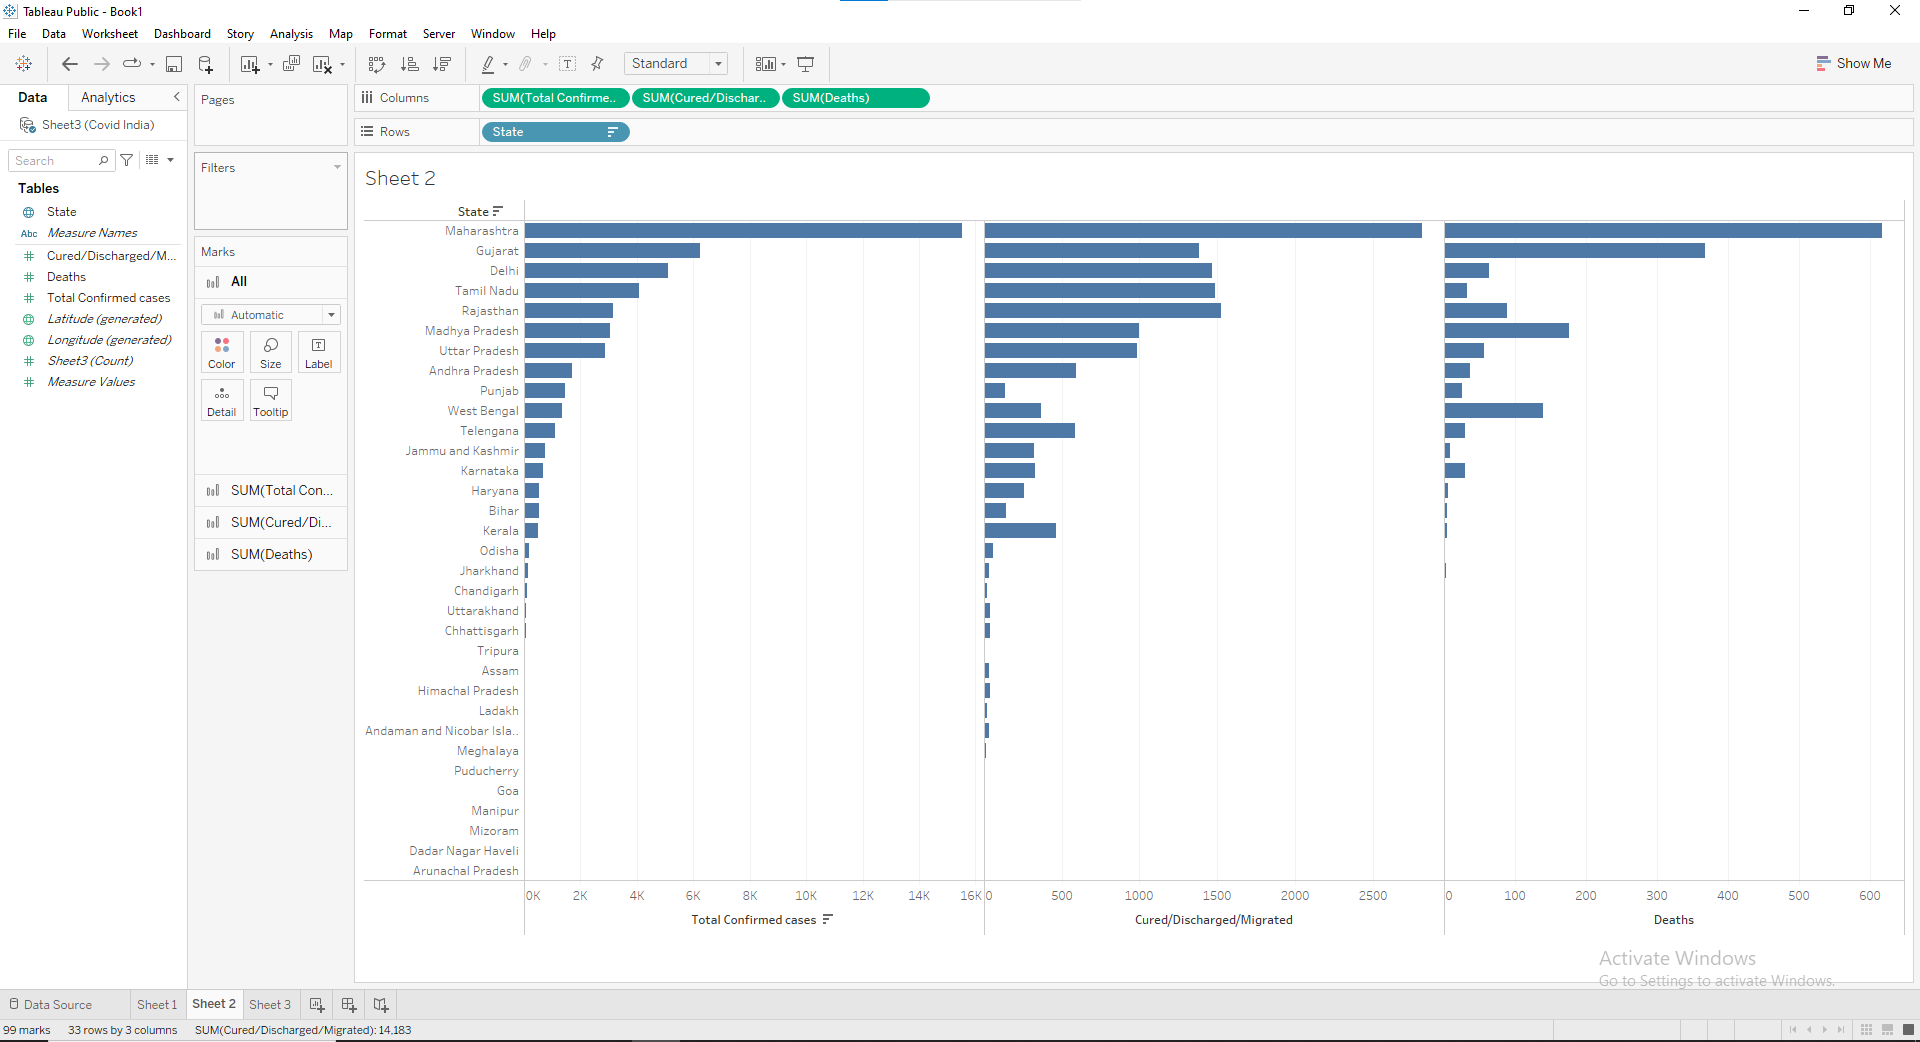 Tableau Public - Book1
File Data Worksheet Dashboard Story Analysis Map Format Server Window Help
Standard
Show Me
Data Analytics
Sheet3 (Covid India)
Search
Tables
State
Abc Measure Names
Cured/Discharged/M...
Deaths
Total Confirmed cases
Latitude (generated)
Longitude (generated)
Sheet3 (Count)
Measure Values
Pages
Filters
Marks
All
Automatic
Color Size Label
Detail Tooltip
SUM(Total Con...
SUM(Cured/Di...
SUM(Deaths)
Columns SUM(Total Confirme.. SUM(Cured/Dischar.. SUM(Deaths)
Rows State
Sheet 2
State
Maharashtra
Gujarat
Delhi
Tamil Nadu
Rajasthan
Madhya Pradesh
Uttar Pradesh
Andhra Pradesh
Punjab
West Bengal
Telengana
Jammu and Kashmir
Karnataka
Haryana
Bihar
Kerala
Odisha
Jharkhand
Chandigarh
Uttarakhand
Chhattisgarh
Tripura
Assam
Himachal Pradesh
Ladakh
Andaman and Nicobar Isla..
Meghalaya
Puducherry
Goa
Manipur
Mizoram
Dadar Nagar Haveli
Arunachal Pradesh
0K 2K 4K 6K 8K 10K 12K 14K 16K 0 500 1000 1500 2000 2500 0 100 200 300 400 500 600
Total Confirmed cases Cured/Discharged/Migrated Deaths
Activate Windows
Go to Settings to activate Windows.
Data Source Sheet 1 Sheet 2 Sheet 3
99 marks 33 rows by 3 columns SUM(Cured/Discharged/Migrated): 14,183